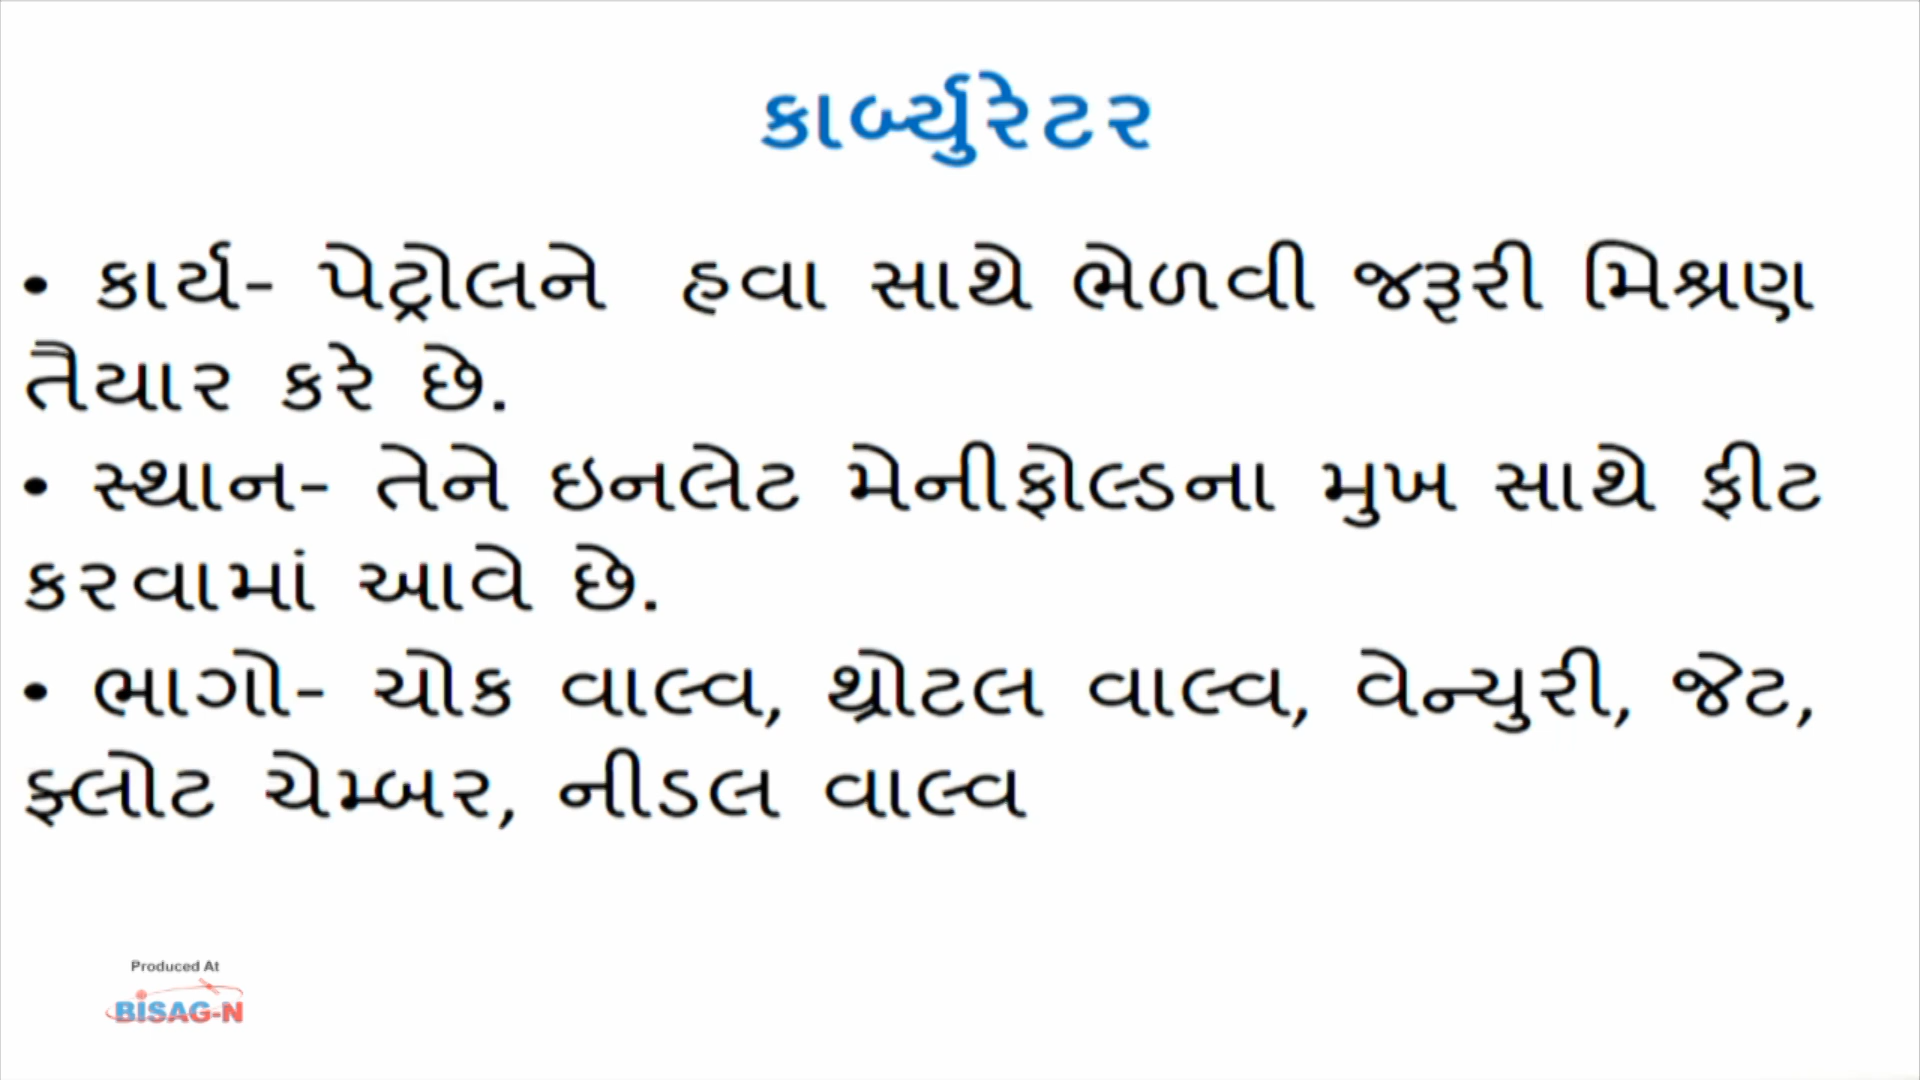 કાર્બ્યુરેટર
• કાર્ય- પેટ્રોલને હવા સાથે ભેળવી જરૂરી મિશ્રણ
તૈયાર કરે છે.
• સ્થાન- તેને ઇનલેટ મેનીફોલ્ડના મુખ સાથે ફીટ
કરવામાં આવે છે.
• ભાગો- ચોક વાલ્વ, થ્રોટલ વાલ્વ, વેન્ચુરી, જેટ,
ફ્લોટ ચેમ્બર, નીડલ વાલ્વ
Produced At
BISAG-N